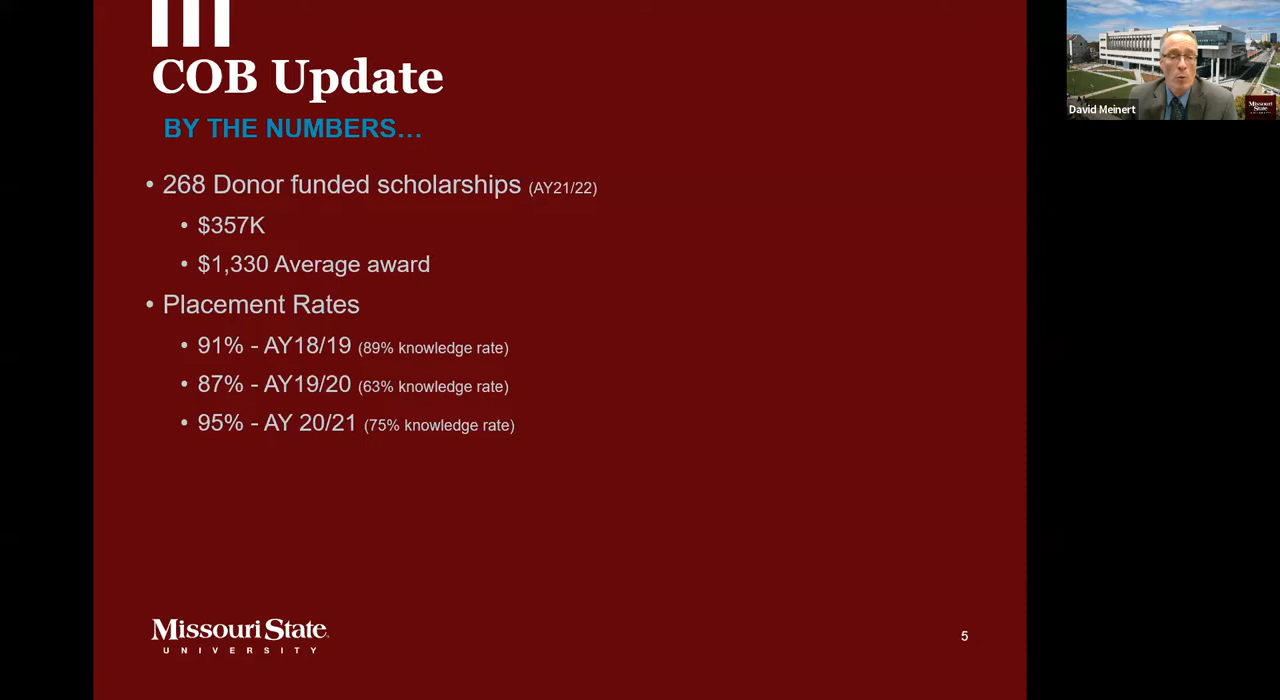 COB Update
BY THE NUMBERS...
• 268 Donor funded scholarships (AY21/22)
• $357K
• $1,330 Average award
• Placement Rates
• 91% - AY18/19 (89% knowledge rate)
• 87% - AY19/20 (63% knowledge rate)
• 95% - AY 20/21 (75% knowledge rate)
Missouri State
UNIVERSITY
5
David Meinert
Missouri State